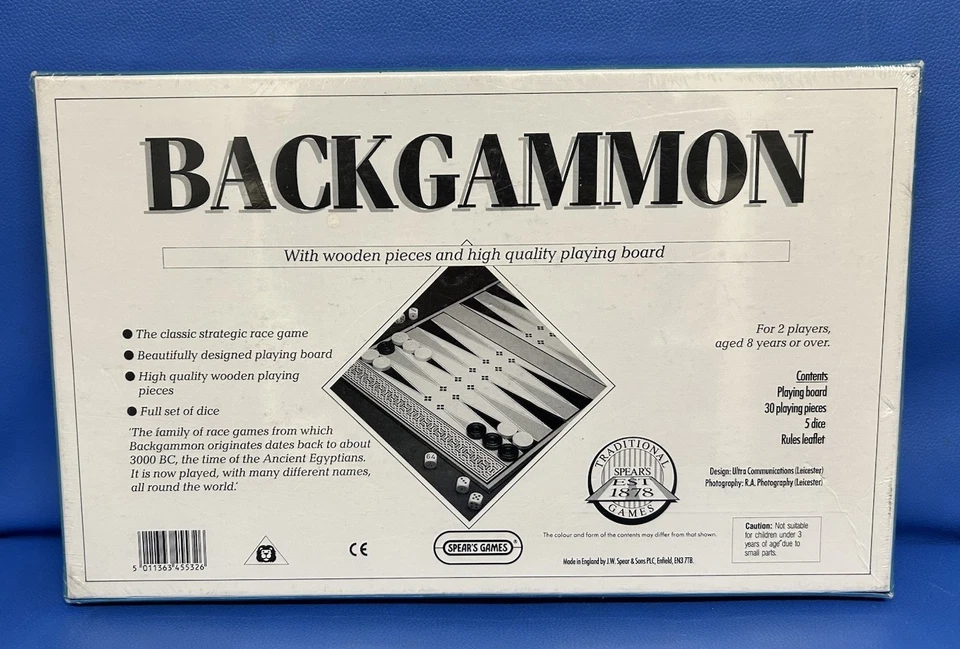 BACKGAMMON
With wooden pieces and high quality playing board
● The classic strategic race game
● Beautifully designed playing board
● High quality wooden playing
pieces
● Full set of dice
'The family of race games from which
Backgammon originates dates back to about
3000 BC, the time of the Ancient Egyptians.
It is now played, with many different names,
all round the world.'
64
For 2 players,
aged 8 years or over.
Contents
Playing board
30 playing pieces
5 dice
Rules leaflet
Design: Ultra Communications (Leicester)
Photography: R.A. Photography (Leicester)
TRADITIONAL
SPEAR'S
EST
1878
GAMES
The colour and form of the contents may differ from that shown.
Made in England by J.W. Spear & Sons PLC, Enfield, EN3 7TB.
Caution: Not suitable
for children under 3
years of age due to
small parts.
5 011363 455326
CE
SPEAR'S GAMES®